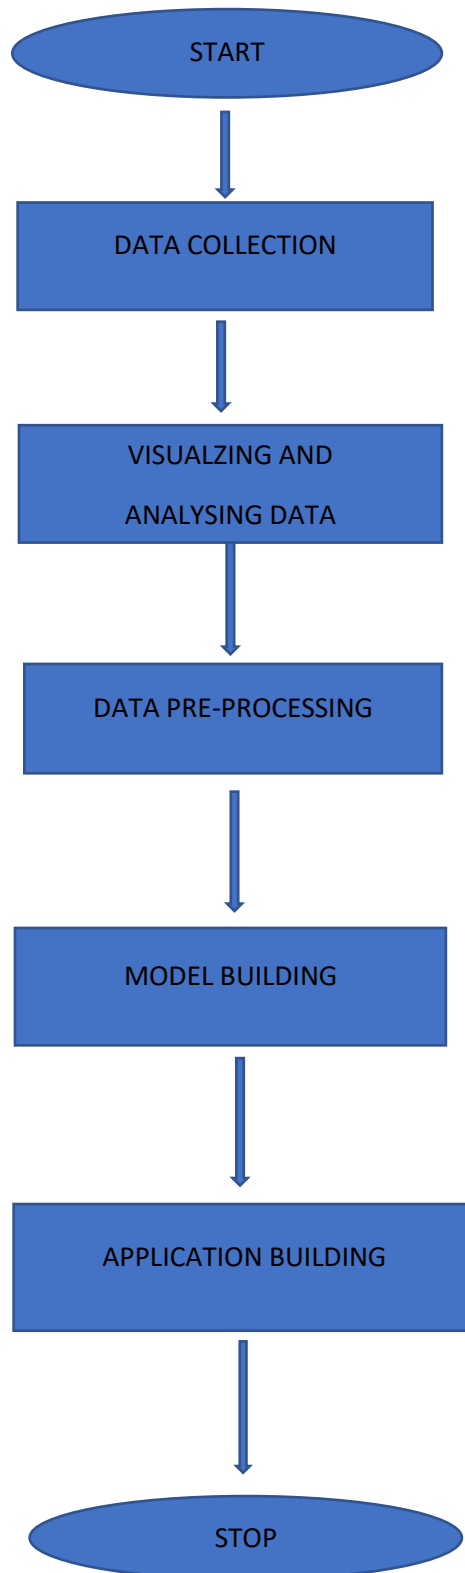 START
DATA COLLECTION
VISUALZING AND
ANALYSING DATA
DATA PRE-PROCESSING
MODEL BUILDING
APPLICATION BUILDING
STOP